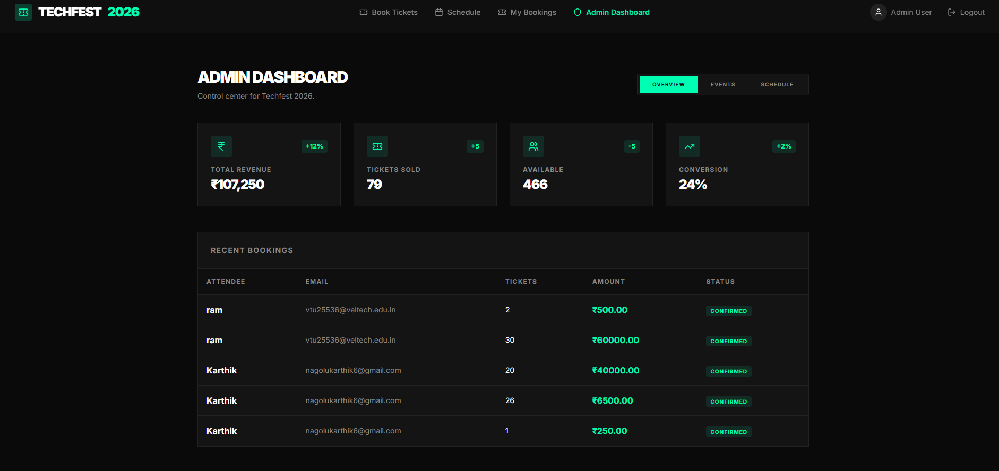 TECHFEST 2026
Book Tickets
Schedule
My Bookings
Admin Dashboard
Admin User
Logout
ADMIN DASHBOARD
Control center for Techfest 2026.
OVERVIEW
EVENTS
SCHEDULE
₹
+12%
TOTAL REVENUE
₹107,250
+5
TICKETS SOLD
79
-5
AVAILABLE
466
+2%
CONVERSION
24%
RECENT BOOKINGS
ATTENDEE EMAIL TICKETS AMOUNT STATUS
ram vtu25536@veltech.edu.in 2 ₹500.00 CONFIRMED
ram vtu25536@veltech.edu.in 30 ₹60000.00 CONFIRMED
Karthik nagolukarthik6@gmail.com 20 ₹40000.00 CONFIRMED
Karthik nagolukarthik6@gmail.com 26 ₹6500.00 CONFIRMED
Karthik nagolukarthik6@gmail.com 1 ₹250.00 CONFIRMED